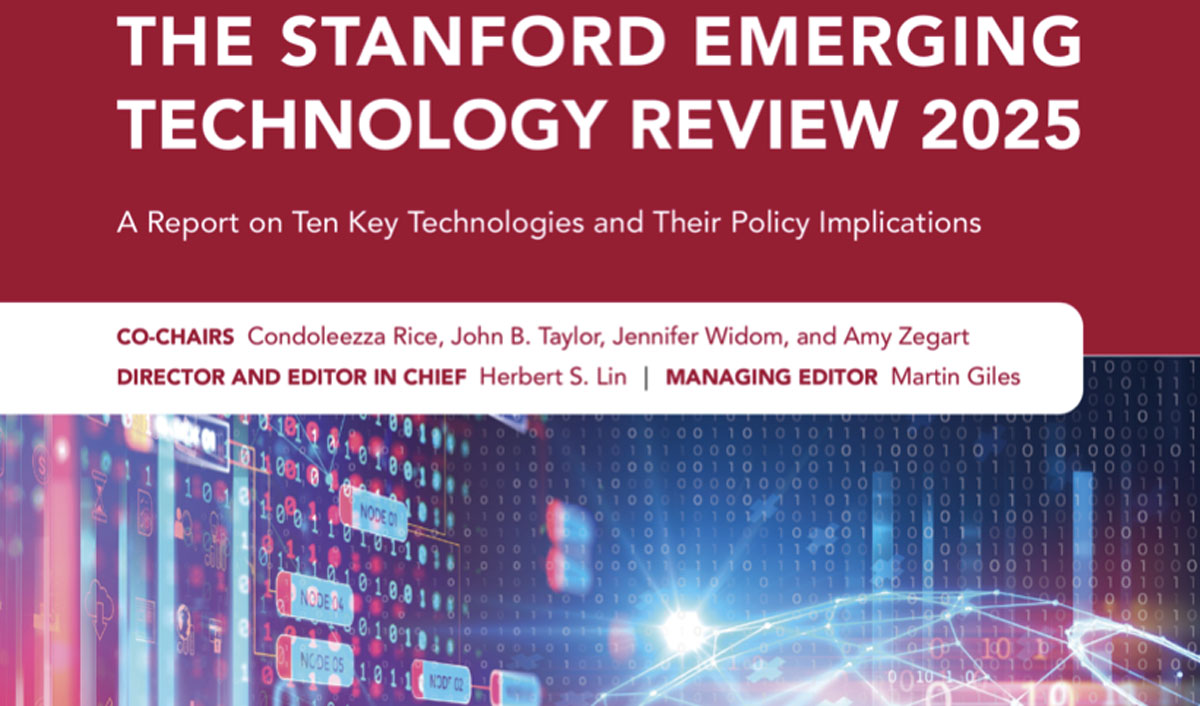 THE STANFORD EMERGING
TECHNOLOGY REVIEW 2025
A Report on Ten Key Technologies and Their Policy Implications
CO-CHAIRS Condoleezza Rice, John B. Taylor, Jennifer Widom, and Amy Zegart
DIRECTOR AND EDITOR IN CHIEF Herbert S. Lin | MANAGING EDITOR Martin Giles
NODE 01
NODE 04
NODE 05
NODE 02